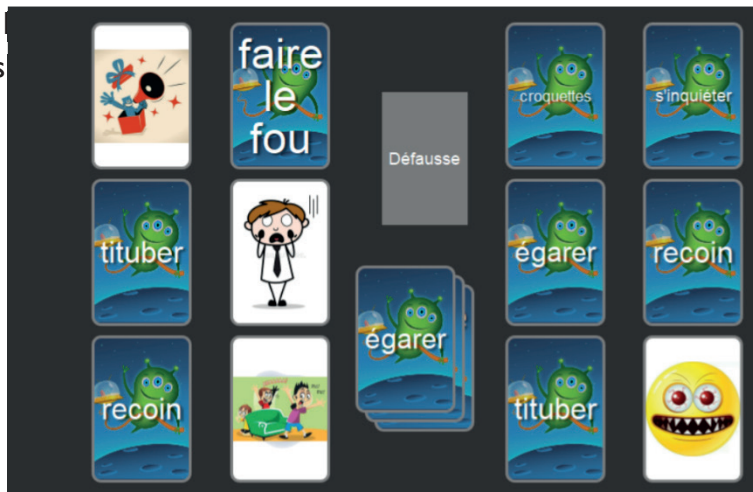 faire
le
fou
croquettes
s'inquiéter
Défausse
tituber
égarer
recoin
égarer
recoin
tituber